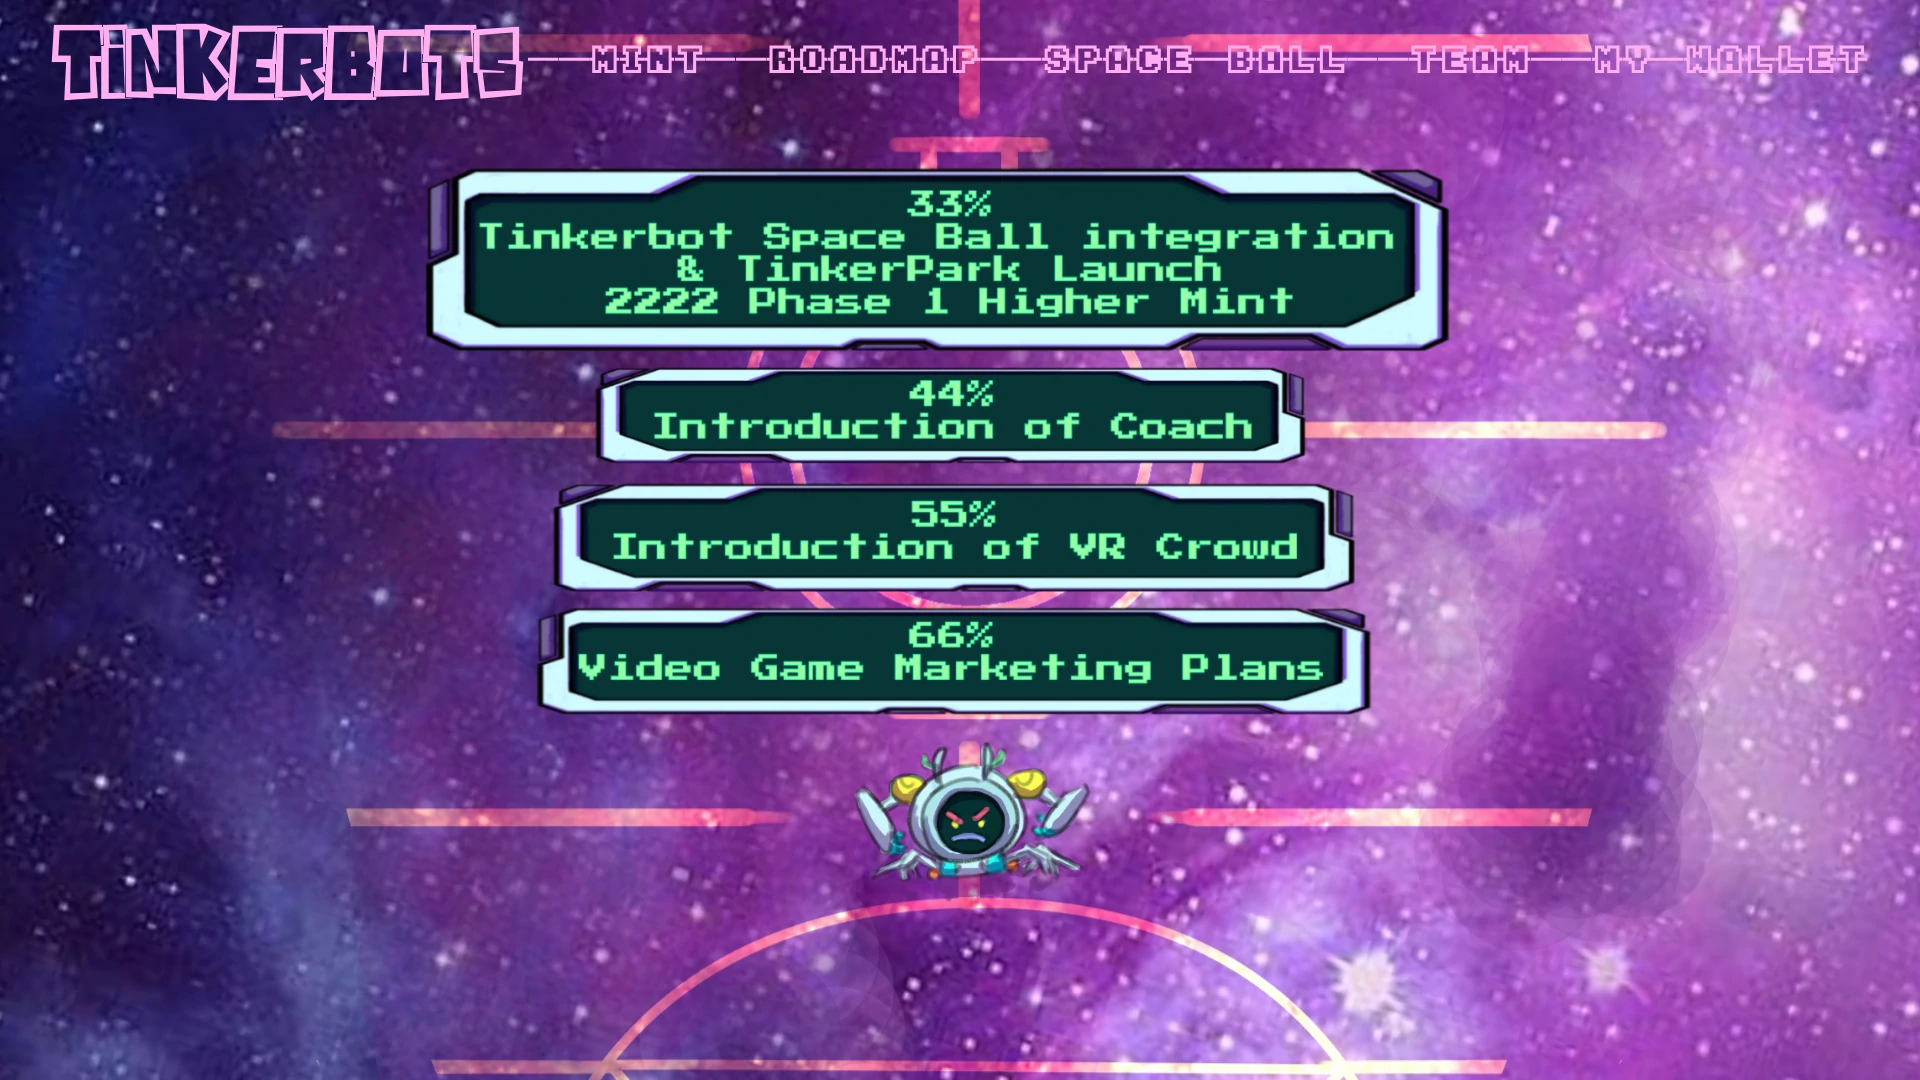 TiNKERBOTS
MINT ROADMAP SPACE BALL TEAM MY WALLET
33%
Tinkerbot Space Ball integration
& TinkerPark Launch
2222 Phase 1 Higher Mint
44%
Introduction of Coach
55%
Introduction of VR Crowd
66%
Video Game Marketing Plans